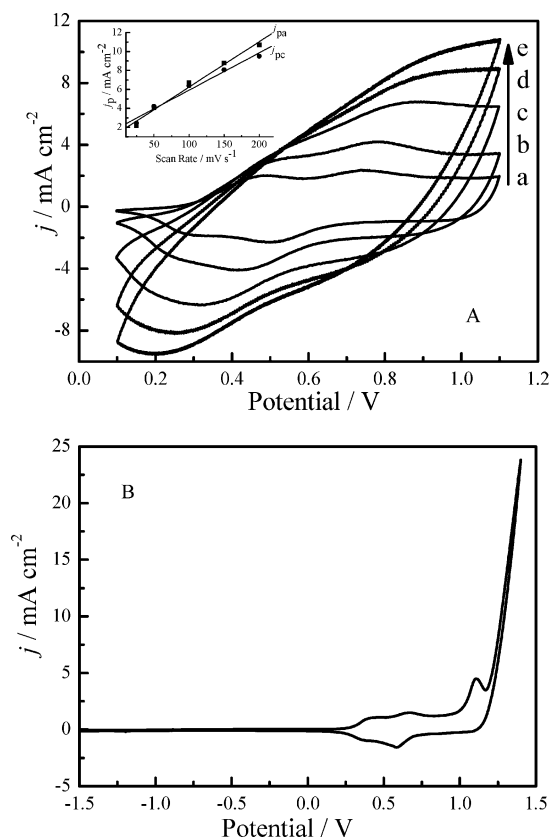 12
8
4
0
-4
-8
j / mA cm-2
0.0 0.2 0.4 0.6 0.8 1.0 1.2
Potential / V
e
d
c
b
a
A
12
10
8
6
4
2
jp / mA cm-2
50 100 150 200
Scan Rate / mV s-1
jpa
jpc
25
20
15
10
5
0
-5
j / mA cm-2
B
-1.5 -1.0 -0.5 0.0 0.5 1.0 1.5
Potential / V